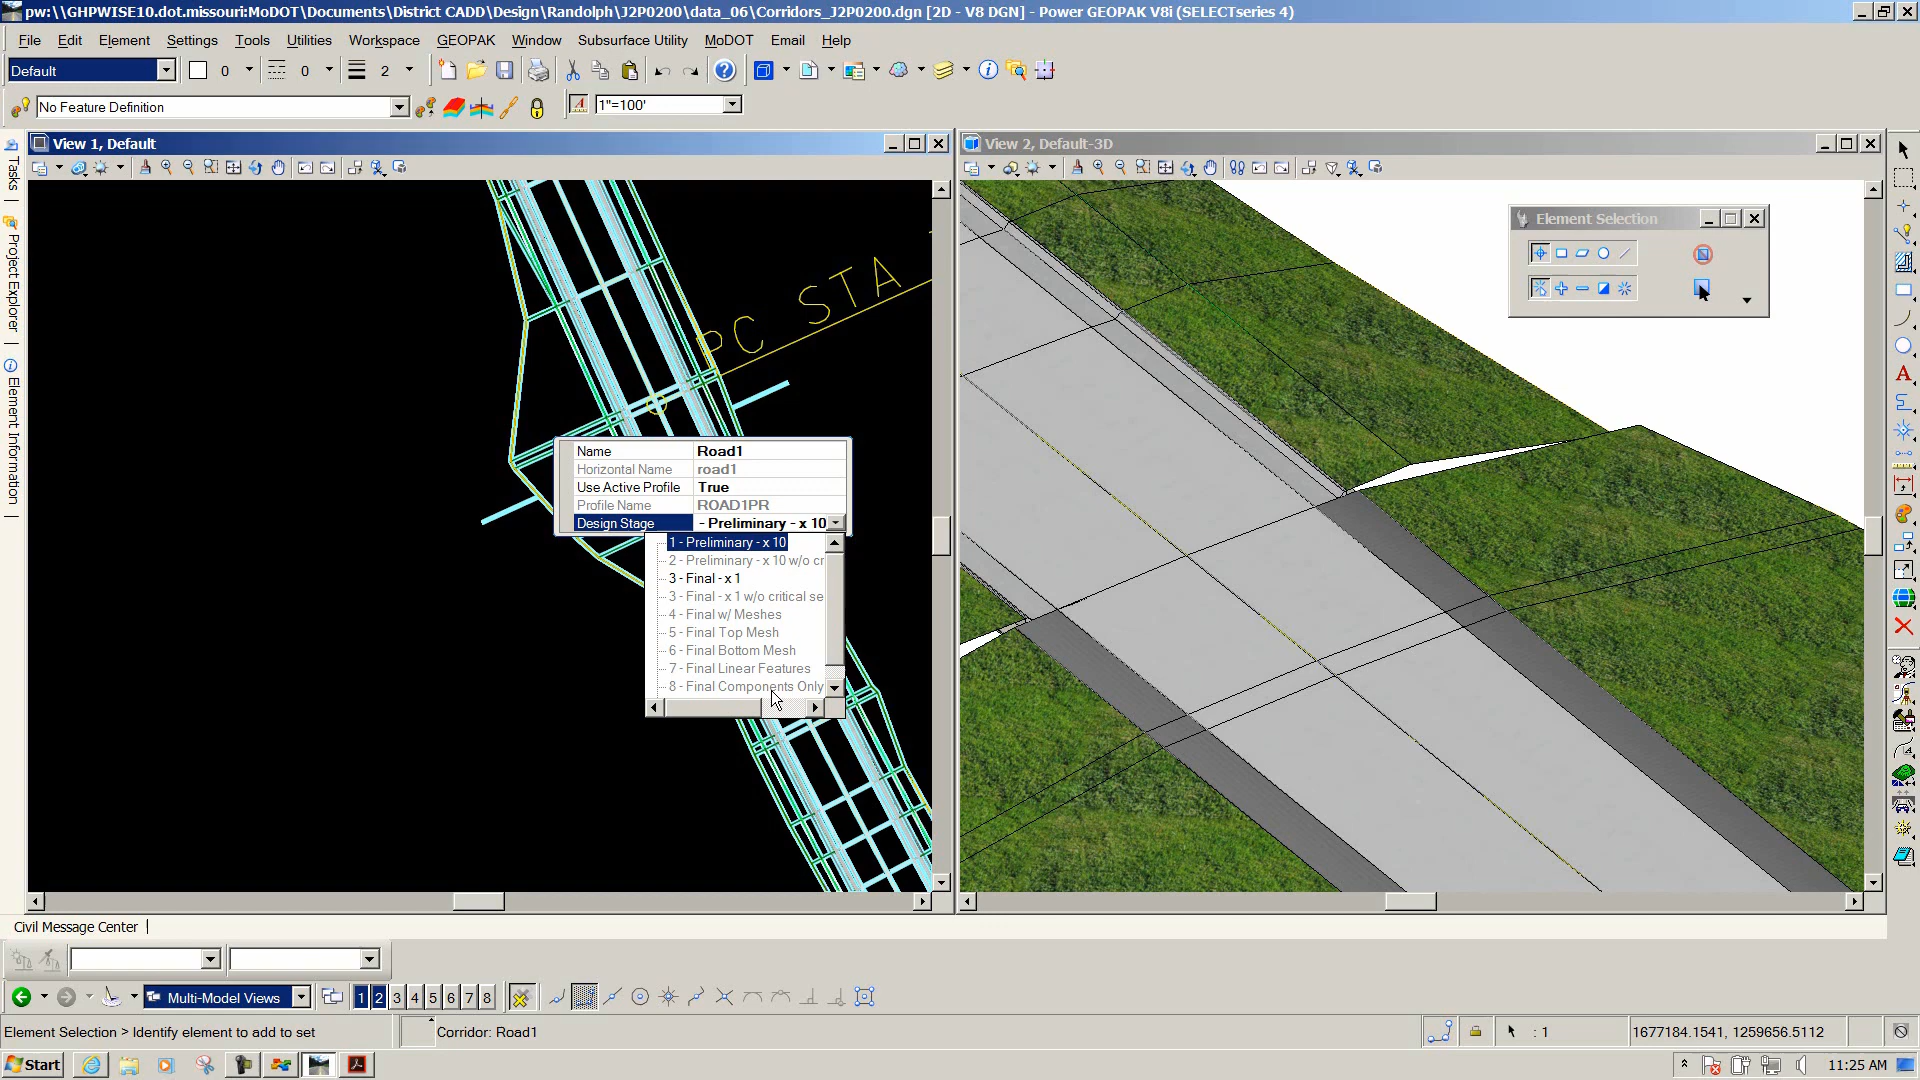 pw:\\GHPWISE10.dot.missouri:MoDOT\Documents\District CADD\Design\Randolph\J2P0200\data_06\Corridors_J2P0200.dgn [2D - V8 DGN] - Power GEOPAK V8i (SELECTseries 4)
File Edit Element Settings Tools Utilities Workspace GEOPAK Window Subsurface Utility MoDOT Email Help
Default 0 0 2
No Feature Definition 1"=100'
View 1, Default
View 2, Default-3D
Tasks
Project Explorer
Element Information
Element Selection
PC STA
Name Road1
Horizontal Name road1
Use Active Profile True
Profile Name ROAD1PR
Design Stage - Preliminary - x 10
1 - Preliminary - x 10
2 - Preliminary - x 10 w/o cr
3 - Final - x 1
3 - Final - x 1 w/o critical se
4 - Final w/ Meshes
5 - Final Top Mesh
6 - Final Bottom Mesh
7 - Final Linear Features
8 - Final Components Only
Civil Message Center
Multi-Model Views 1 2 3 4 5 6 7 8
Element Selection > Identify element to add to set
Corridor: Road1
: 1
1677184.1541, 1259656.5112
Start
11:25 AM